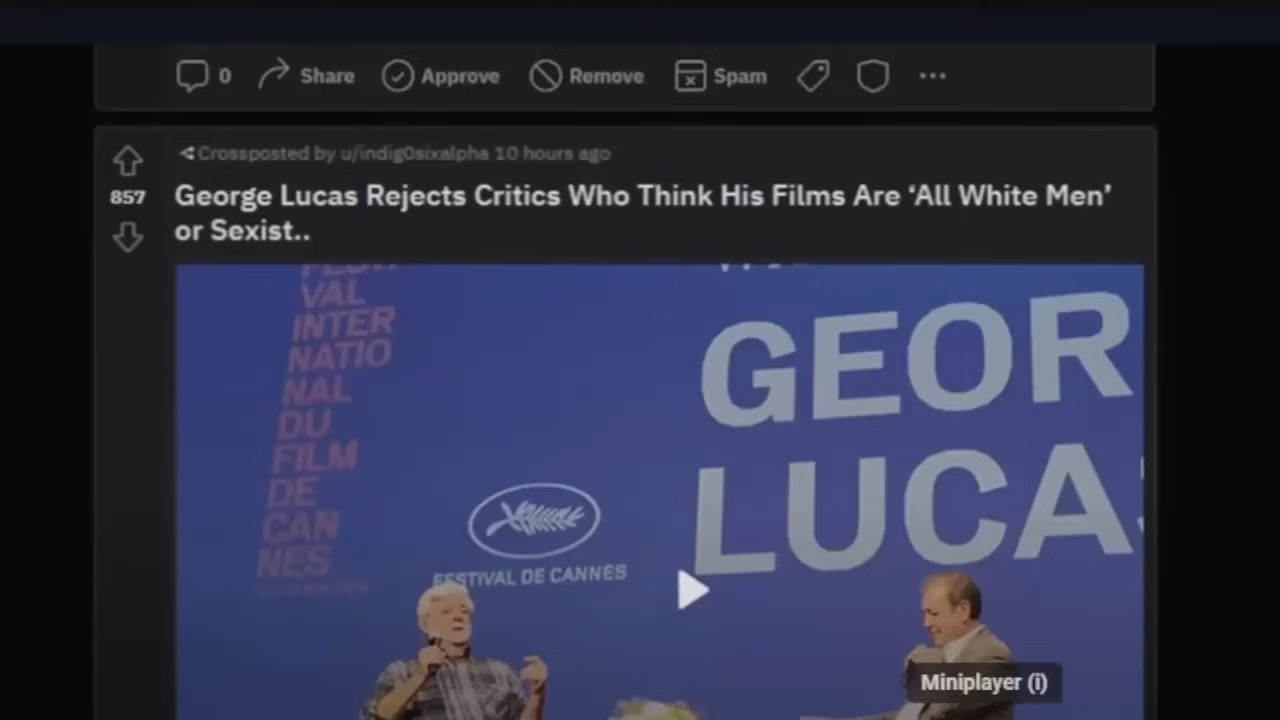 0 Share Approve Remove Spam
Crossposted by u/indig0sixalpha 10 hours ago
857
George Lucas Rejects Critics Who Think His Films Are ‘All White Men’
or Sexist..
VAL
INTER
NATIO
NAL
DU
FILM
DE
CAN
NES
GEOR
LUCAS
FESTIVAL DE CANNES
Miniplayer (i)